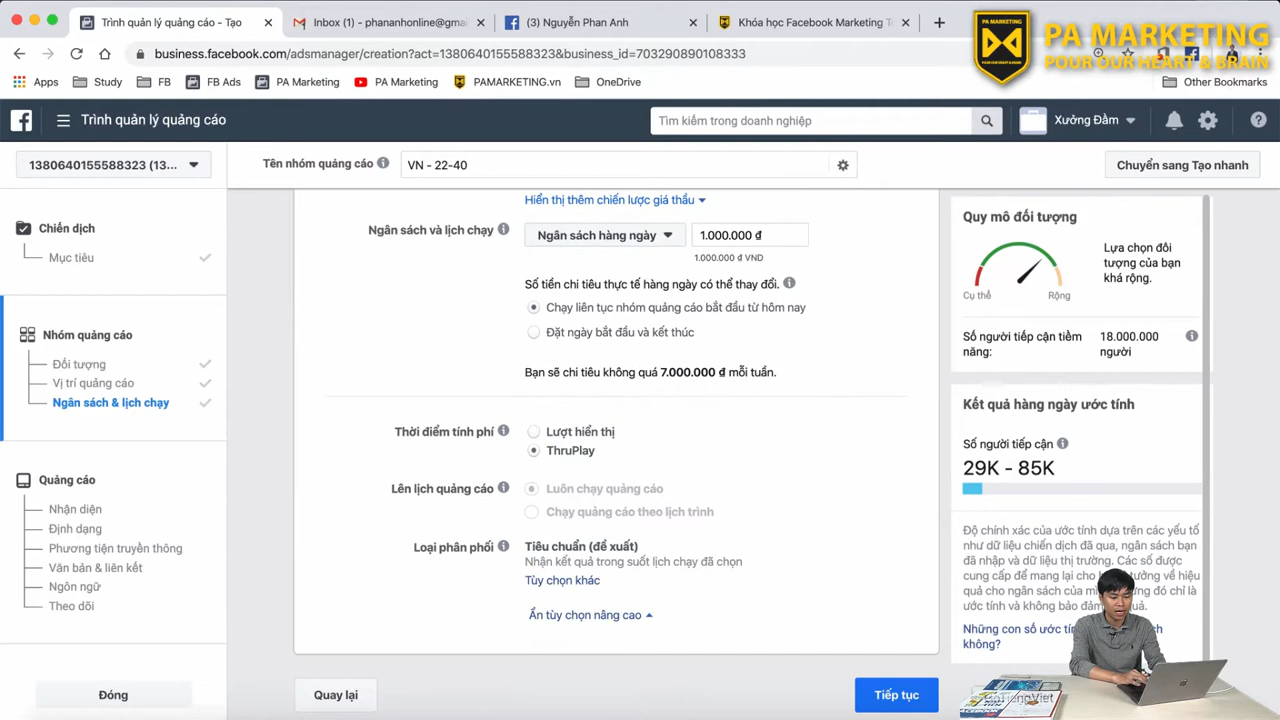 Trình quản lý quảng cáo - Tạo
Inbox (1) - phananhonline@gmai
(3) Nguyễn Phan Anh
Khóa học Facebook Marketing T
PA MARKETING
POUR OUR HEART & BRAIN
business.facebook.com/adsmanager/creation?act=1380640155588323&business_id=703290890108333
Apps
Study
FB
FB Ads
PA Marketing
PA Marketing
PAMARKETING
OneDrive
Other Bookmarks
Trình quản lý quảng cáo
Tìm kiếm trong doanh nghiệp
Xưởng Đầm
1380640155588323 (13...
Tên nhóm quảng cáo
VN - 22-40
Chuyển sang Tạo nhanh
Chiến dịch
Mục tiêu
Nhóm quảng cáo
Đối tượng
Vị trí quảng cáo
Ngân sách & lịch chạy
Quảng cáo
Nhận diện
Định dạng
Phương tiện truyền thông
Văn bản & liên kết
Ngôn ngữ
Theo dõi
Đóng
Hiển thị thêm chiến lược giá thầu
Ngân sách và lịch chạy
Ngân sách hàng ngày
1.000.000 ₫
1.000.000 ₫ VND
Số tiền chi tiêu thực tế hàng ngày có thể thay đổi.
Chạy liên tục nhóm quảng cáo bắt đầu từ hôm nay
Đặt ngày bắt đầu và kết thúc
Bạn sẽ chi tiêu không quá 7.000.000 ₫ mỗi tuần.
Thời điểm tính phí
Lượt hiển thị
ThruPlay
Lên lịch quảng cáo
Luôn chạy quảng cáo
Chạy quảng cáo theo lịch trình
Loại phân phối
Tiêu chuẩn (đề xuất)
Nhận kết quả trong suốt lịch chạy đã chọn
Tùy chọn khác
Ẩn tùy chọn nâng cao
Quay lại
Tiếp tục
Quy mô đối tượng
Cụ thể
Rộng
Lựa chọn đối
tượng của bạn
khá rộng.
Số người tiếp cận tiềm
năng:
18.000.000
người
Kết quả hàng ngày ước tính
Số người tiếp cận
29K - 85K
Độ chính xác của ước tính dựa trên các yếu tố
như dữ liệu chiến dịch đã qua, ngân sách bạn
đã nhập và dữ liệu thị trường. Các số được
cung cấp để mang lại cho tưởng về hiệu
quả cho ngân sách của đó chỉ là
ước tính và không bảo đảm quả.
Những con số ước ch
không?